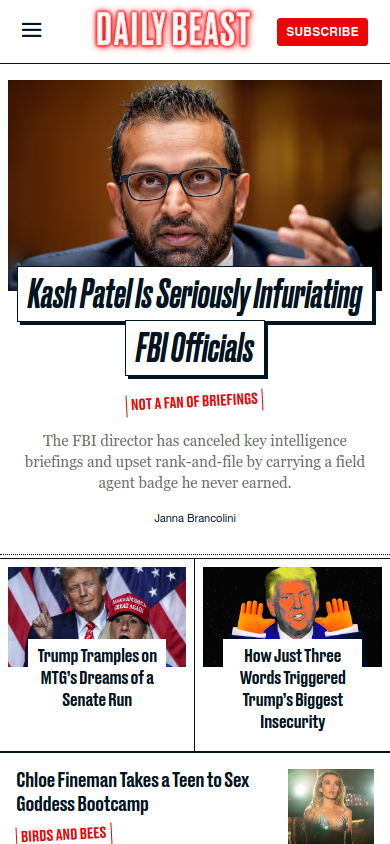 DAILY BEAST
SUBSCRIBE
Kash Patel Is Seriously Infuriating
FBI Officials
NOT A FAN OF BRIEFINGS
The FBI director has canceled key intelligence
briefings and upset rank-and-file by carrying a field
agent badge he never earned.
Janna Brancolini
Trump Tramples on
MTG’s Dreams of a
Senate Run
How Just Three
Words Triggered
Trump’s Biggest
Insecurity
Chloe Fineman Takes a Teen to Sex
Goddess Bootcamp
BIRDS AND BEES